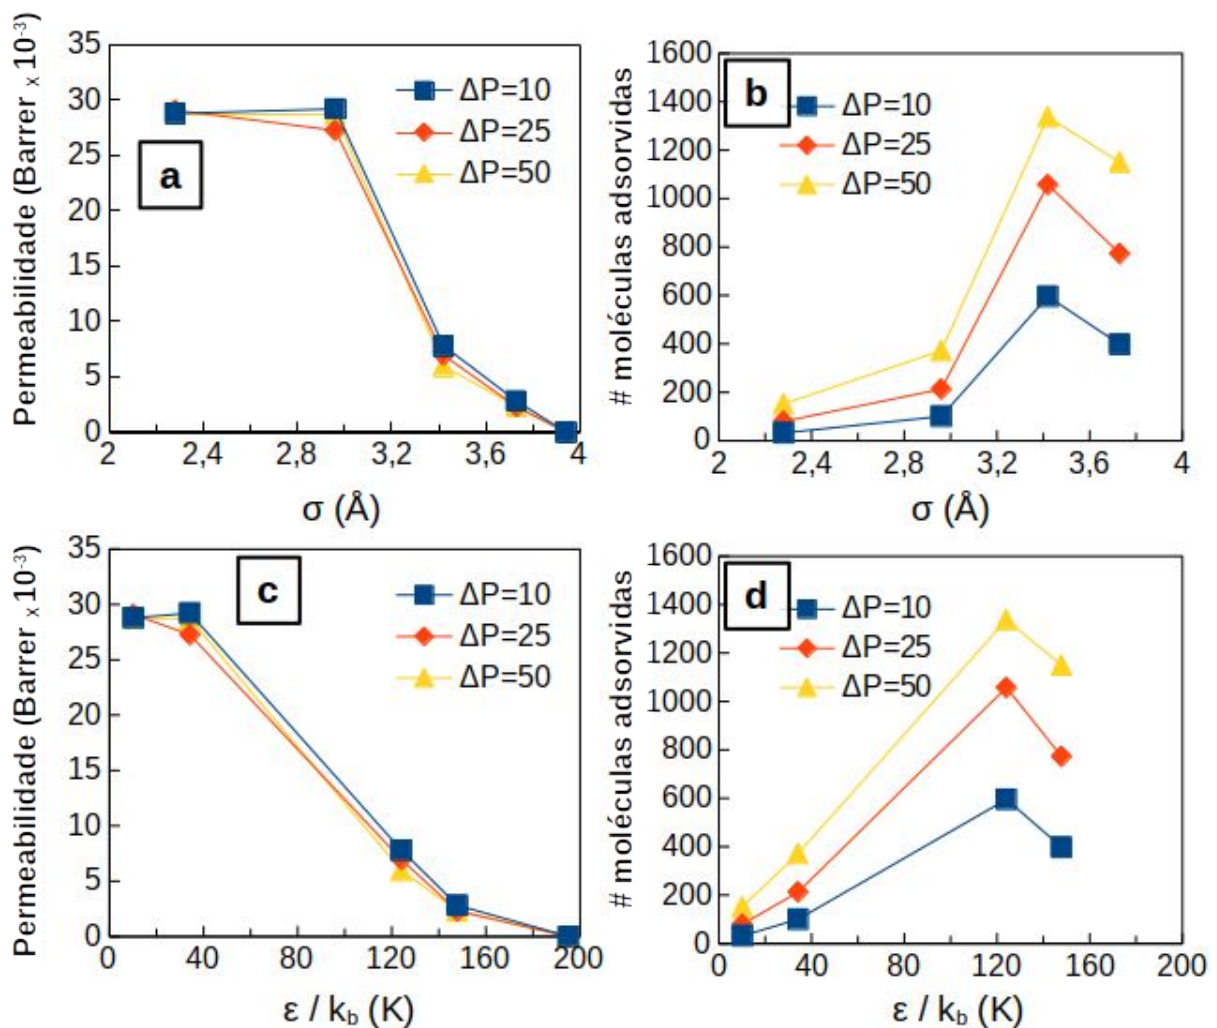 Permeabilidade (Barrer x 10⁻³)
35
30
25
20
15
10
5
0
ΔP=10
ΔP=25
ΔP=50
a
2 2,4 2,8 3,2 3,6 4
σ (Å)
# moléculas adsorvidas
1600
1400
1200
1000
800
600
400
200
0
b
ΔP=10
ΔP=25
ΔP=50
2 2,4 2,8 3,2 3,6 4
σ (Å)
Permeabilidade (Barrer x 10⁻³)
35
30
25
20
15
10
5
0
c
ΔP=10
ΔP=25
ΔP=50
0 40 80 120 160 200
ε / k_b (K)
# moléculas adsorvidas
1600
1400
1200
1000
800
600
400
200
0
d
ΔP=10
ΔP=25
ΔP=50
0 40 80 120 160 200
ε / k_b (K)